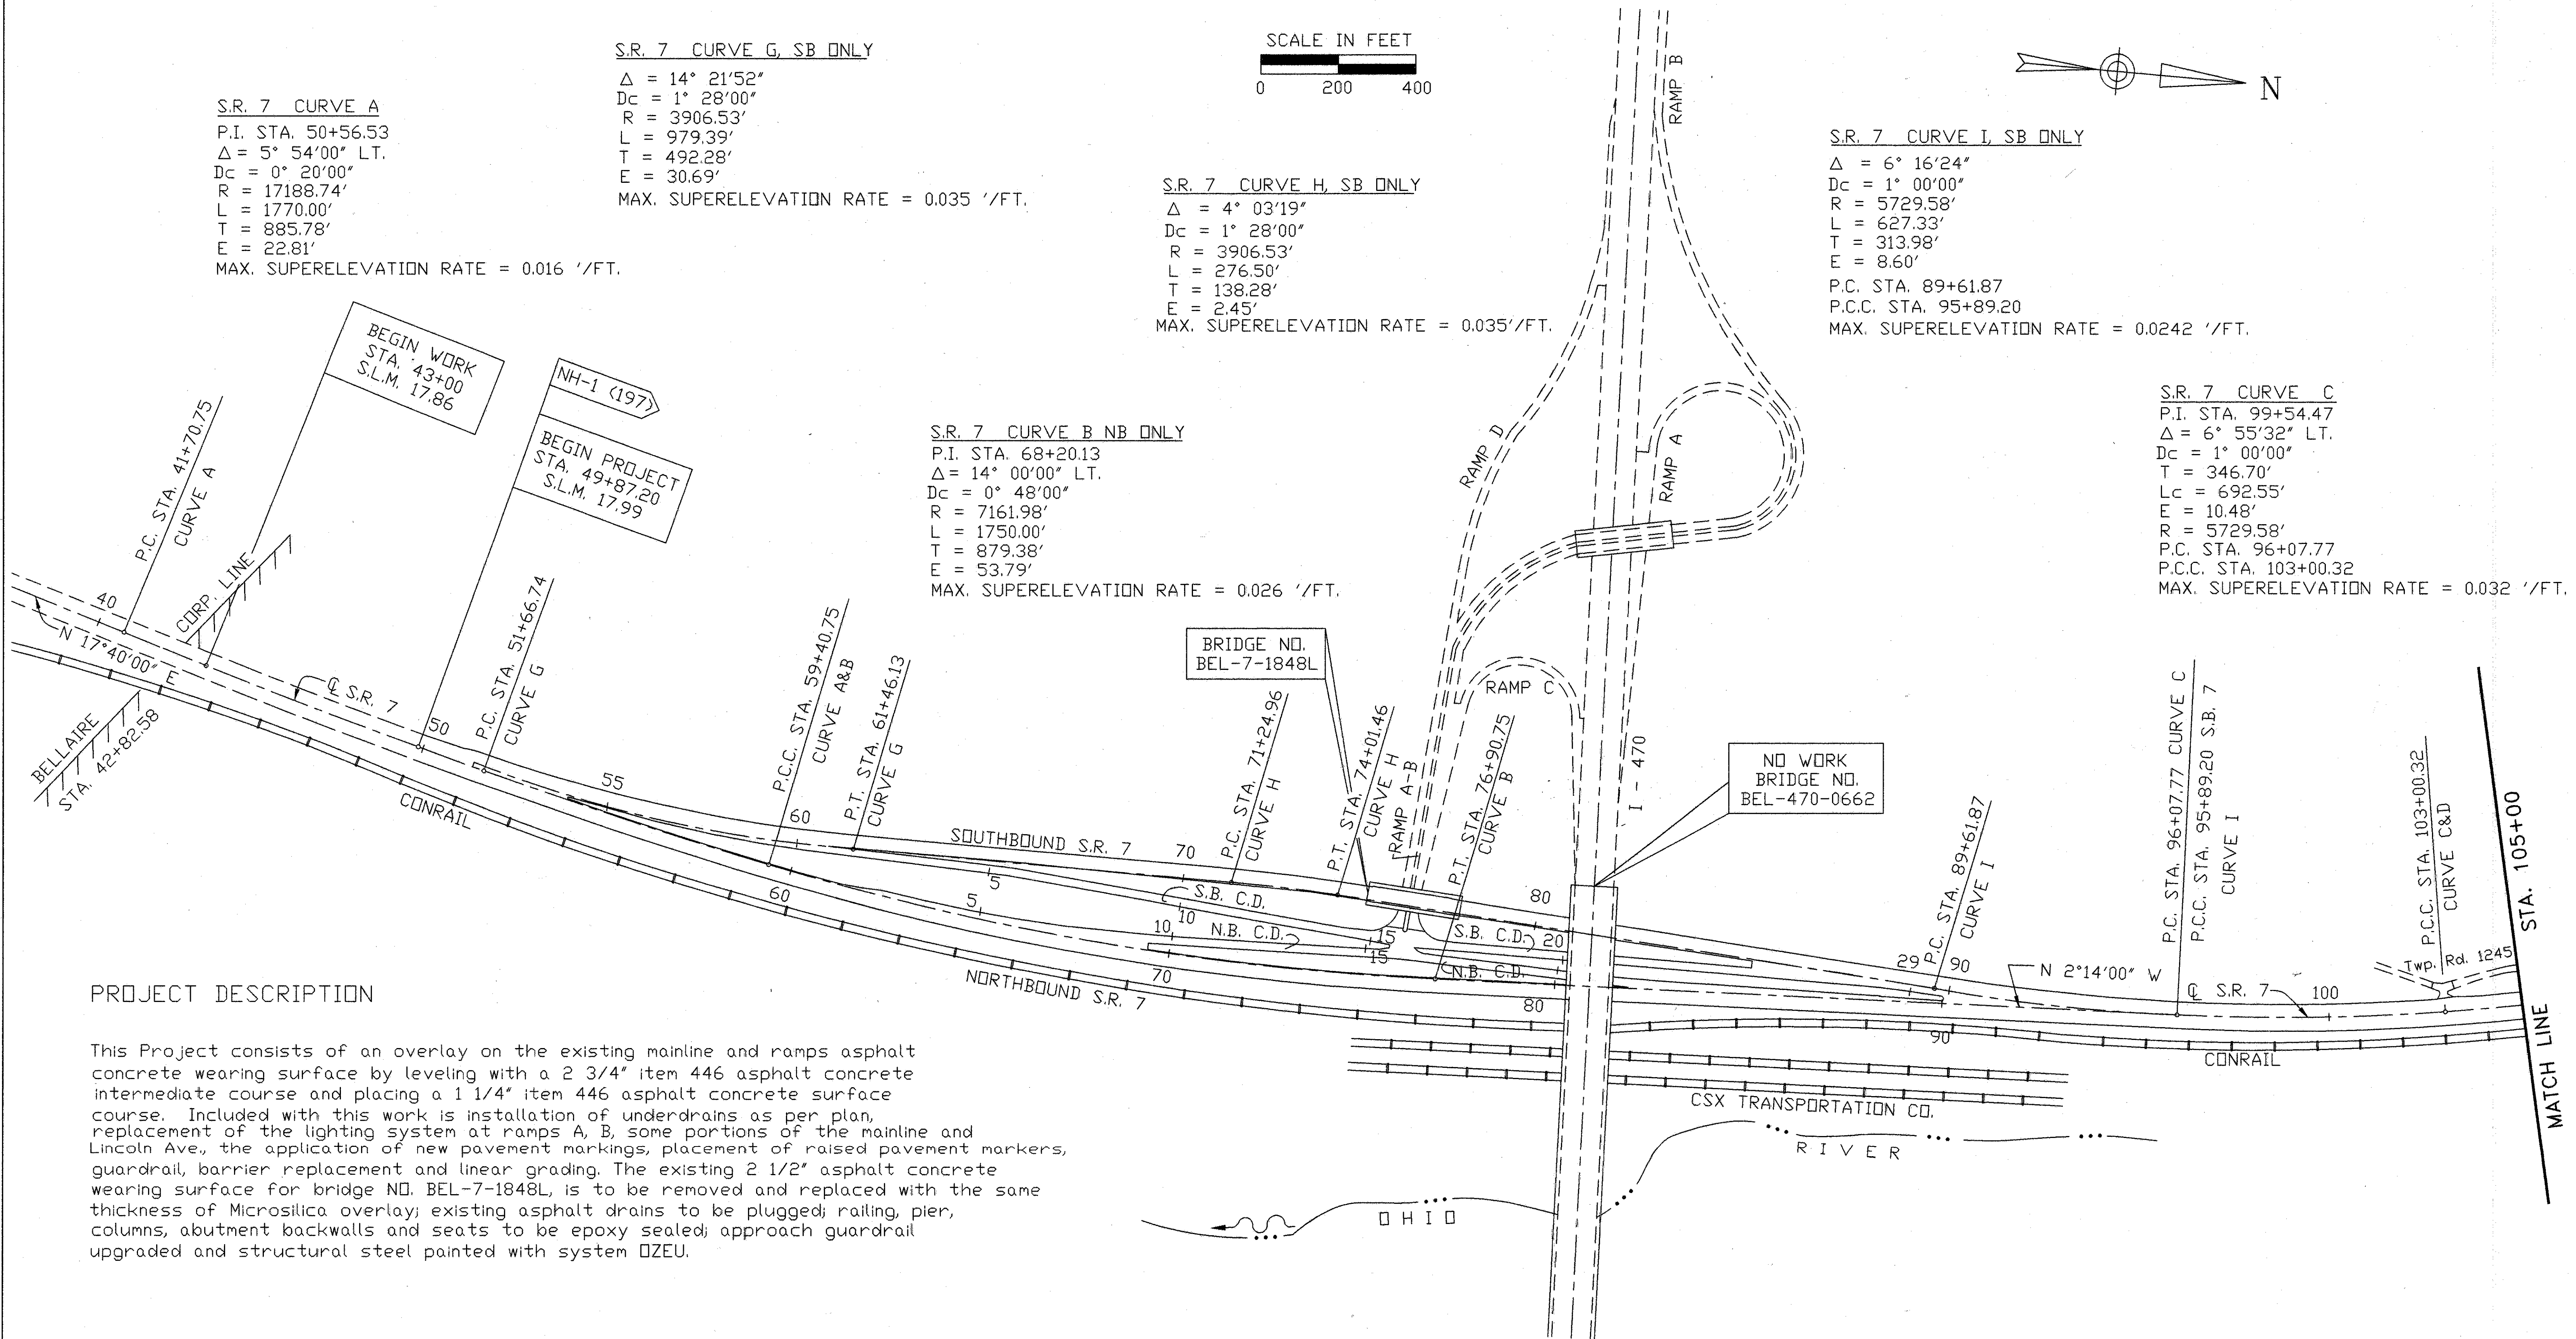 SCALE IN FEET
0 200 400
N
S.R. 7 CURVE A
P.I. STA. 50+56.53
Δ = 5° 54'00" LT.
Dc = 0° 20'00"
R = 17188.74'
L = 1770.00'
T = 885.78'
E = 22.81'
MAX. SUPERELEVATION RATE = 0.016 '/FT.
S.R. 7 CURVE G, SB ONLY
Δ = 14° 21'52"
Dc = 1° 28'00"
R = 3906.53'
L = 979.39'
T = 492.28'
E = 30.69'
MAX. SUPERELEVATION RATE = 0.035 '/FT.
S.R. 7 CURVE H, SB ONLY
Δ = 4° 03'19"
Dc = 1° 28'00"
R = 3906.53'
L = 276.50'
T = 138.28'
E = 2.45'
MAX. SUPERELEVATION RATE = 0.035'/FT.
S.R. 7 CURVE I, SB ONLY
Δ = 6° 16'24"
Dc = 1° 00'00"
R = 5729.58'
L = 627.33'
T = 313.98'
E = 8.60'
P.C. STA. 89+61.87
P.C.C. STA. 95+89.20
MAX. SUPERELEVATION RATE = 0.0242 '/FT.
S.R. 7 CURVE C
P.I. STA. 99+54.47
Δ = 6° 55'32" LT.
Dc = 1° 00'00"
T = 346.70'
Lc = 692.55'
E = 10.48'
R = 5729.58'
P.C. STA. 96+07.77
P.C.C. STA. 103+00.32
MAX. SUPERELEVATION RATE = 0.032 '/FT.
S.R. 7 CURVE B NB ONLY
P.I. STA. 68+20.13
Δ = 14° 00'00" LT.
Dc = 0° 48'00"
R = 7161.98'
L = 1750.00'
T = 879.38'
E = 53.79'
MAX. SUPERELEVATION RATE = 0.026 '/FT.
BEGIN WORK
STA. 43+00
S.L.M. 17.86
NH-1 (197)
BEGIN PROJECT
STA. 49+87.20
S.L.M. 17.99
P.C. STA. 41+70.75
CURVE A
CORP. LINE
40
N 17°40'00" E
BELLAIRE
STA. 42+82.58
℄ S.R. 7
CONRAIL
50
P.C. STA. 51+66.74
CURVE G
55
P.C.C. STA. 59+40.75
CURVE A&B
60
P.T. STA. 61+46.13
CURVE G
60
SOUTHBOUND S.R. 7
70
5
5
S.B. C.D.
10
10
N.B. C.D.
15
15
P.C. STA. 71+24.96
CURVE H
BRIDGE NO.
BEL-7-1848L
P.T. STA. 74+01.46
CURVE H
RAMP A-B
P.T. STA. 76+90.75
CURVE B
RAMP A
RAMP B
RAMP C
RAMP D
I - 470
NO WORK
BRIDGE NO.
BEL-470-0662
80
S.B. C.D.
20
N.B. C.D.
80
70
NORTHBOUND S.R. 7
29
90
P.C. STA. 89+61.87
CURVE I
N 2°14'00" W
90
P.C. STA. 96+07.77 CURVE C
P.C.C. STA. 95+89.20 S.B. 7
CURVE I
℄ S.R. 7
100
P.C.C. STA. 103+00.32
CURVE C&D
Twp. Rd. 1245
CONRAIL
MATCH LINE STA. 105+00
CSX TRANSPORTATION CO.
OHIO
RIVER
PROJECT DESCRIPTION
This Project consists of an overlay on the existing mainline and ramps asphalt
concrete wearing surface by leveling with a 2 3/4" item 446 asphalt concrete
intermediate course and placing a 1 1/4" item 446 asphalt concrete surface
course. Included with this work is installation of underdrains as per plan,
replacement of the lighting system at ramps A, B, some portions of the mainline and
Lincoln Ave., the application of new pavement markings, placement of raised pavement markers,
guardrail, barrier replacement and linear grading. The existing 2 1/2" asphalt concrete
wearing surface for bridge NO. BEL-7-1848L, is to be removed and replaced with the same
thickness of Microsilica overlay; existing asphalt drains to be plugged; railing, pier,
columns, abutment backwalls and seats to be epoxy sealed; approach guardrail
upgraded and structural steel painted with system OZEU.